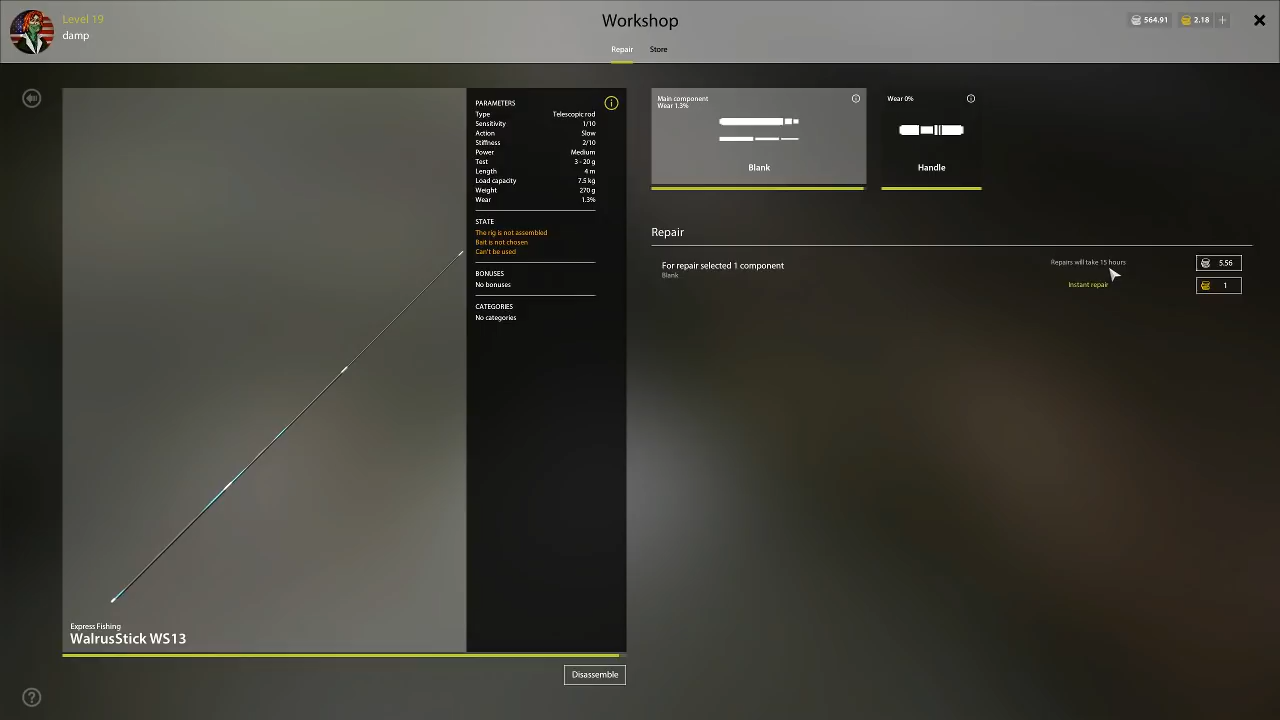 Level 19
damp
Workshop
564.91
2.18
Repair
Store
PARAMETERS
Type Telescopic rod
Sensitivity 1/10
Action Slow
Stiffness 2/10
Power Medium
Test 3 - 20 g
Length 4 m
Load capacity 7.5 kg
Weight 270 g
Wear 1.3%
STATE
The rig is not assembled
Bait is not chosen
Can't be used
BONUSES
No bonuses
CATEGORIES
No categories
Express Fishing
WalrusStick WS13
Disassemble
Main component
Wear 1.3%
Blank
Wear 0%
Handle
Repair
For repair selected 1 component
Blank
Repairs will take 15 hours
5.56
Instant repair
1